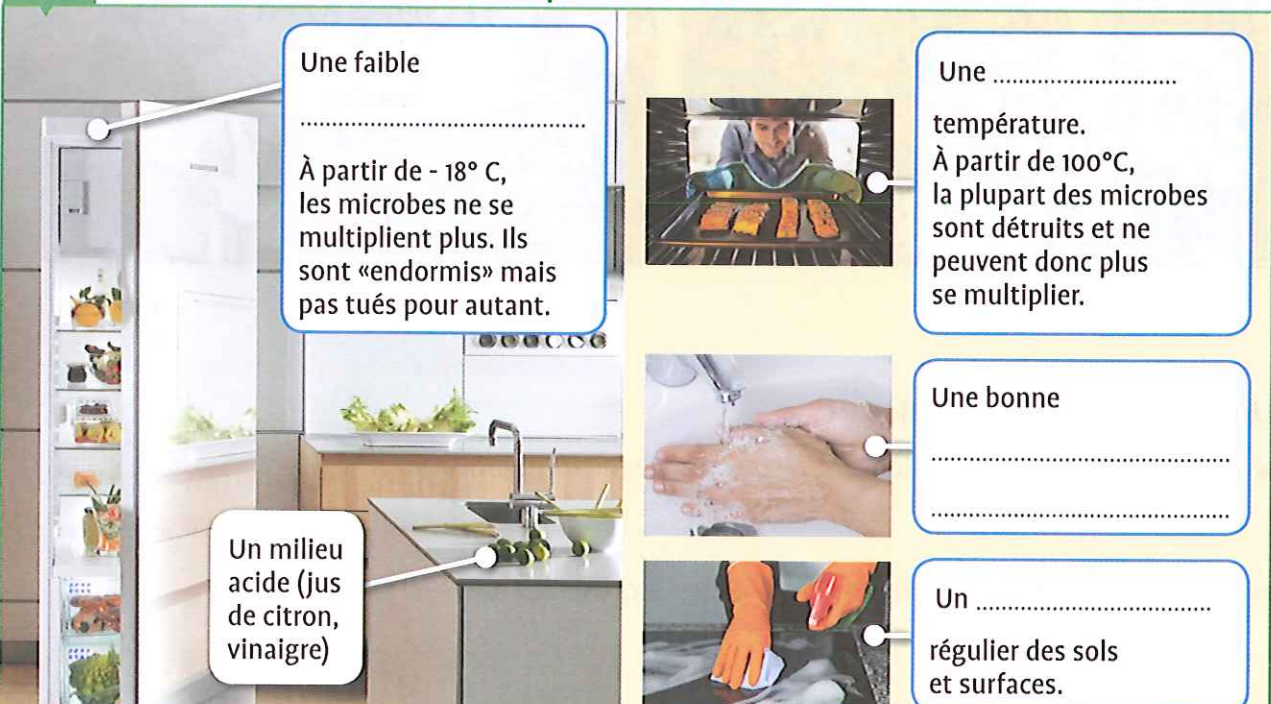 Une faible
..............................................
À partir de - 18° C,
les microbes ne se
multiplient plus. Ils
sont «endormis» mais
pas tués pour autant.
Un milieu
acide (jus
de citron,
vinaigre)
Une .............................
température.
À partir de 100°C,
la plupart des microbes
sont détruits et ne
peuvent donc plus
se multiplier.
Une bonne
................................................
................................................
Un ......................................
régulier des sols
et surfaces.